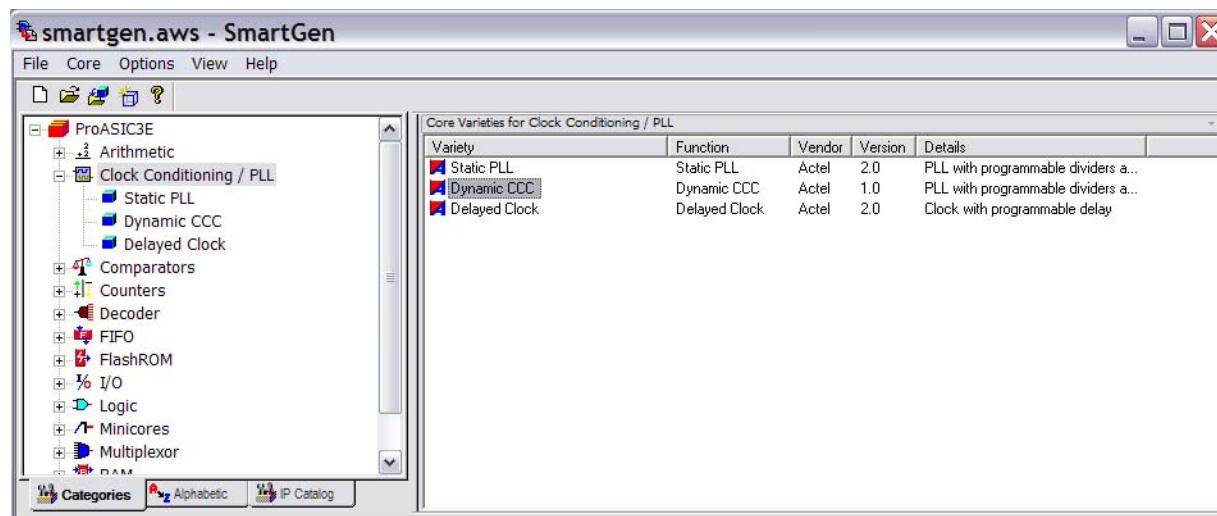 smartgen.aws - SmartGen
File Core Options View Help
ProASIC3E
Arithmetic
Clock Conditioning / PLL
Static PLL
Dynamic CCC
Delayed Clock
Comparators
Counters
Decoder
FIFO
FlashROM
I/O
Logic
Minicores
Multiplexor
RAM
Categories Alphabetic IP Catalog
Core Varieties for Clock Conditioning / PLL
Variety Function Vendor Version Details
Static PLL Static PLL Actel 2.0 PLL with programmable dividers a...
Dynamic CCC Dynamic CCC Actel 1.0 PLL with programmable dividers a...
Delayed Clock Delayed Clock Actel 2.0 Clock with programmable delay